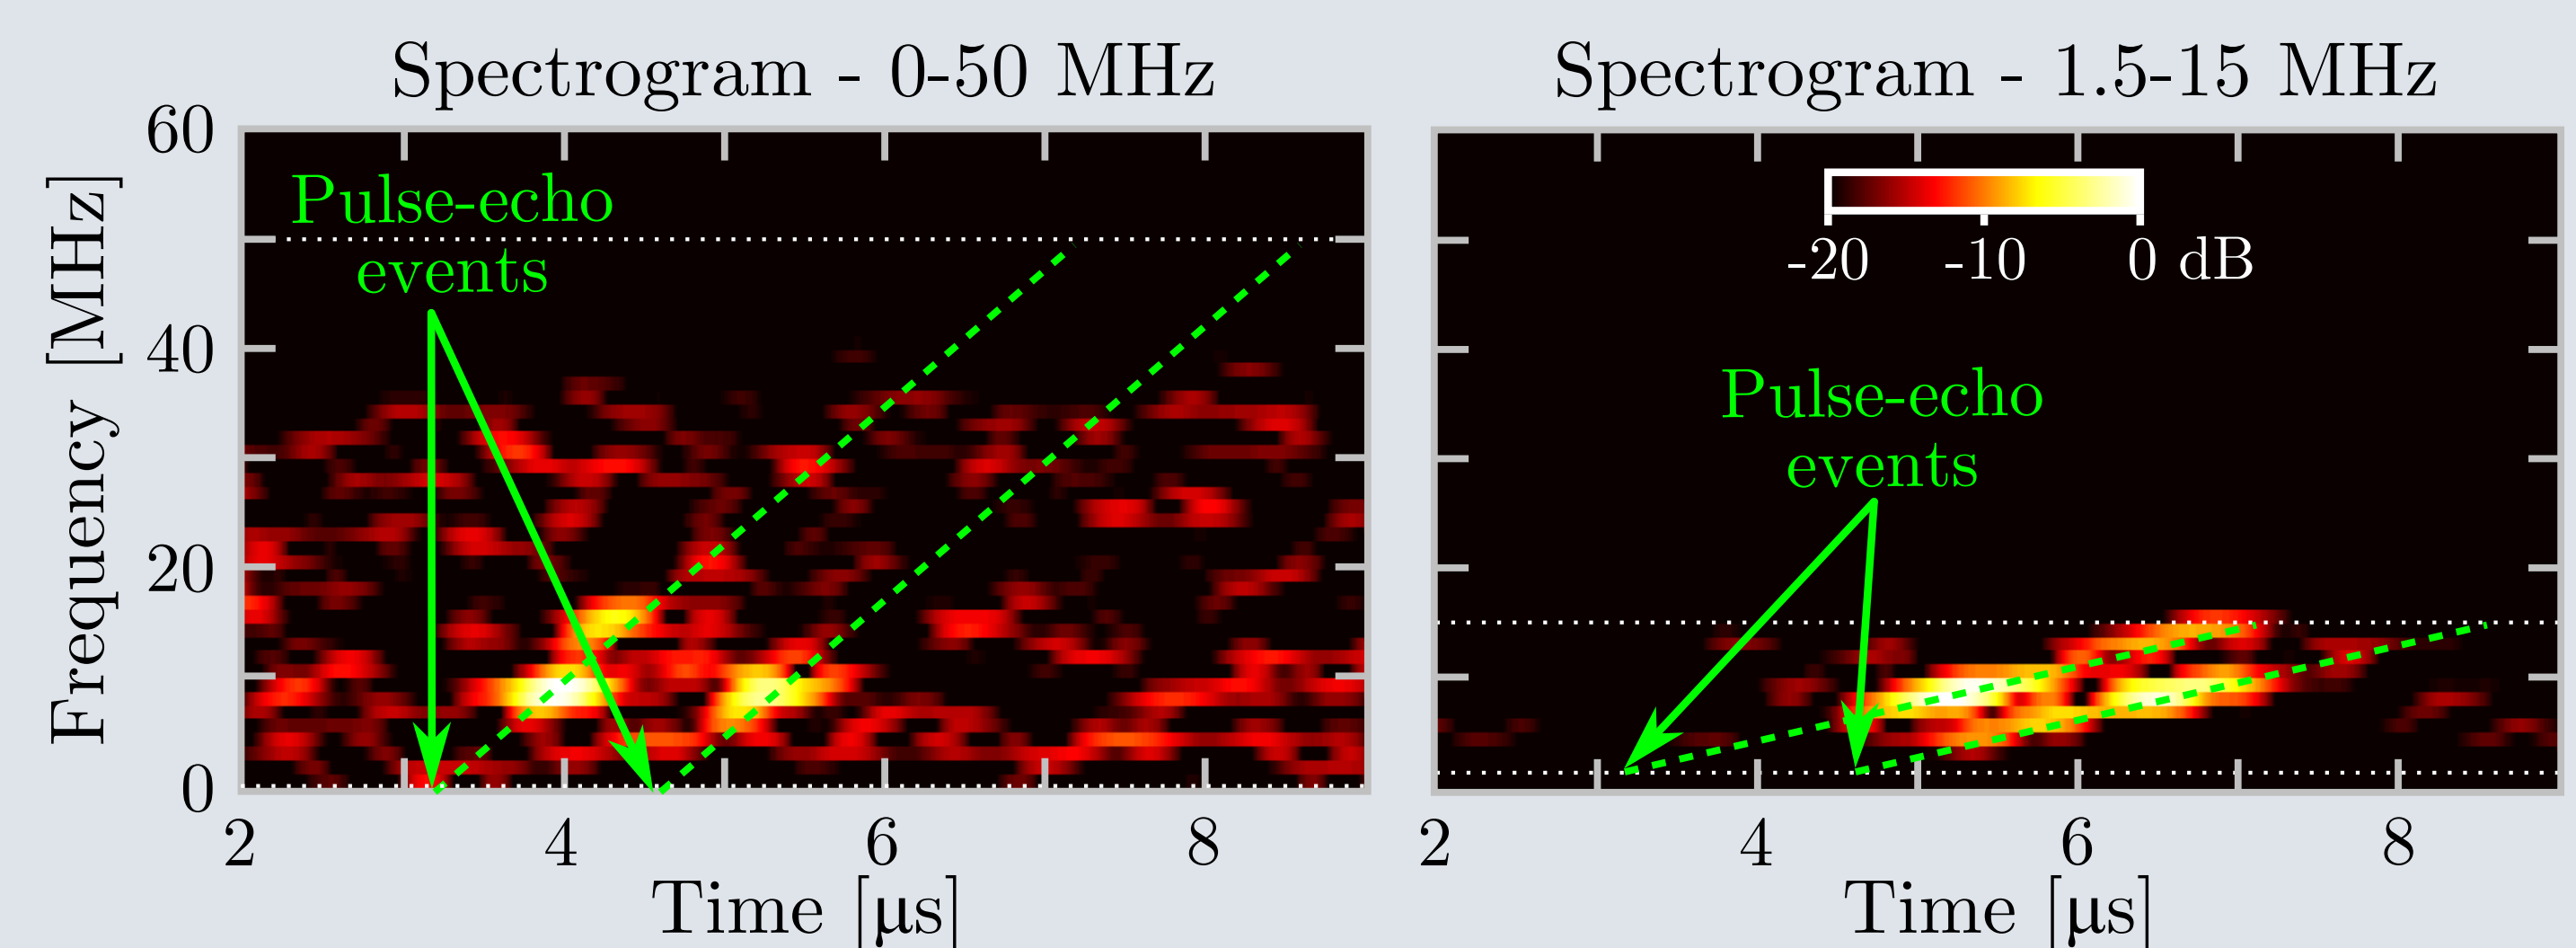 Spectrogram - 0-50 MHz
Spectrogram - 1.5-15 MHz
60
40
20
0
Frequency [MHz]
Pulse-echo
events
-20
-10
0 dB
Pulse-echo
events
2
4
6
8
2
4
6
8
Time [μs]
Time [μs]